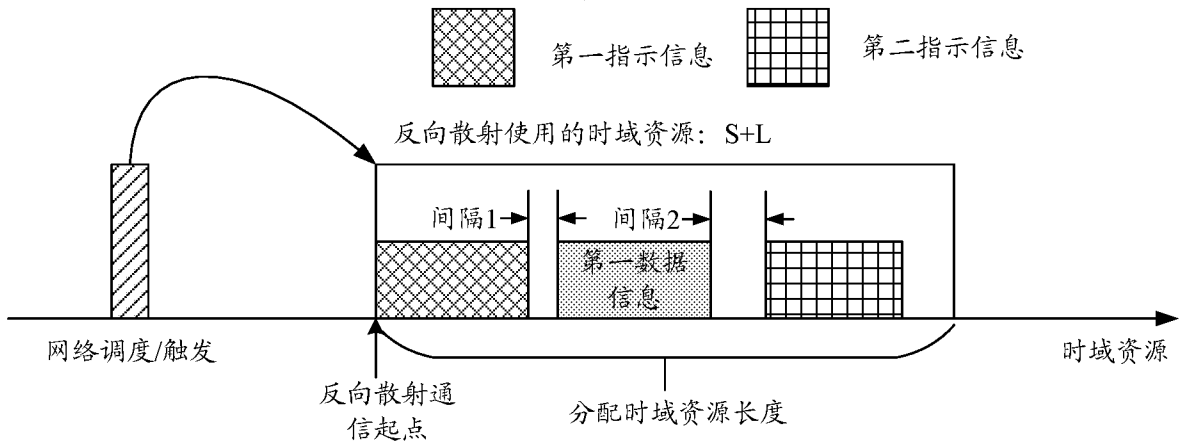 第一指示信息
第二指示信息
反向散射使用的时域资源：S+L
间隔1
间隔2
第一数据
信息
网络调度/触发
时域资源
反向散射通
信起点
分配时域资源长度